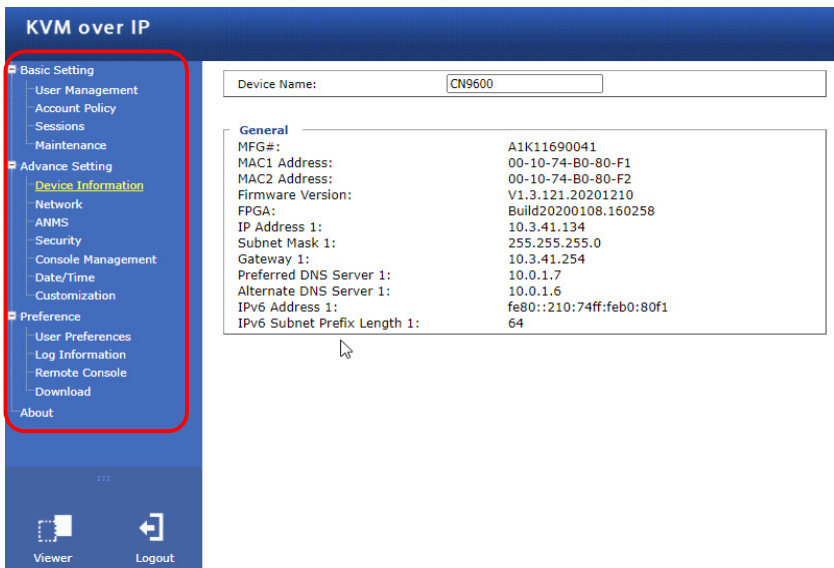 KVM over IP
Basic Setting
User Management
Account Policy
Sessions
Maintenance
Advance Setting
Device Information
Network
ANMS
Security
Console Management
Date/Time
Customization
Preference
User Preferences
Log Information
Remote Console
Download
About
Viewer
Logout
Device Name: CN9600
General
MFG#: A1K11690041
MAC1 Address: 00-10-74-B0-80-F1
MAC2 Address: 00-10-74-B0-80-F2
Firmware Version: V1.3.121.20201210
FPGA: Build20200108.160258
IP Address 1: 10.3.41.134
Subnet Mask 1: 255.255.255.0
Gateway 1: 10.3.41.254
Preferred DNS Server 1: 10.0.1.7
Alternate DNS Server 1: 10.0.1.6
IPv6 Address 1: fe80::210:74ff:feb0:80f1
IPv6 Subnet Prefix Length 1: 64